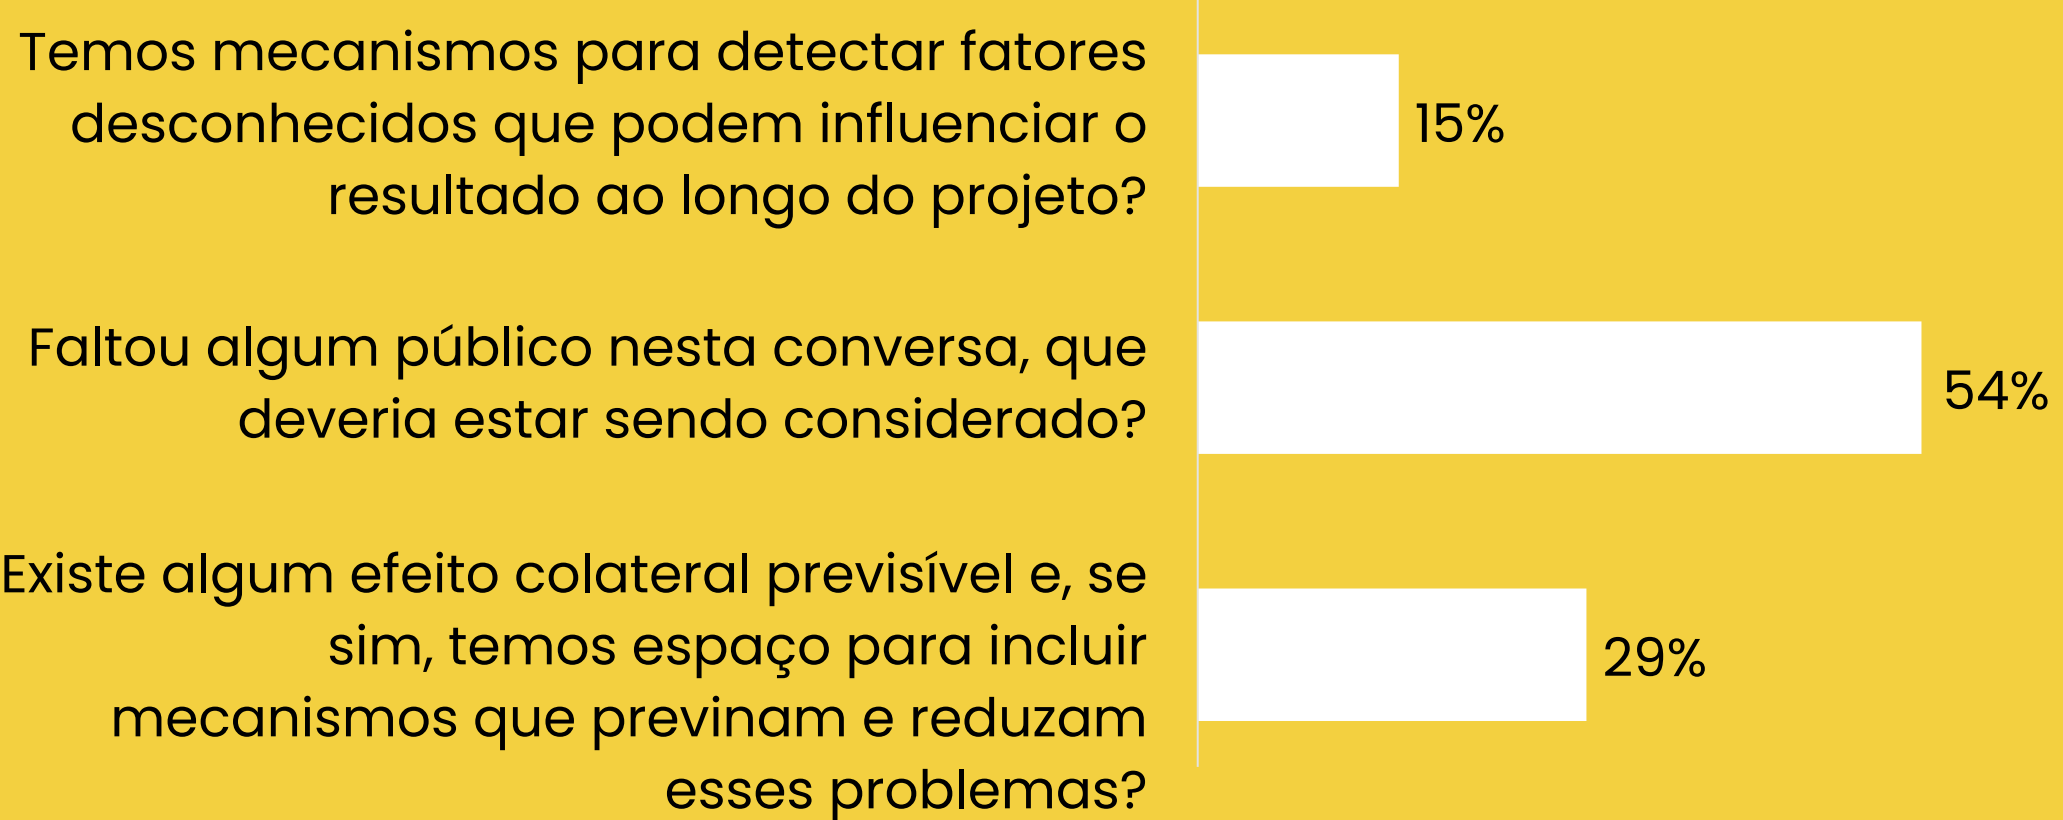 Temos mecanismos para detectar fatores
desconhecidos que podem influenciar o
resultado ao longo do projeto?
15%
Faltou algum público nesta conversa, que
deveria estar sendo considerado?
54%
Existe algum efeito colateral previsível e, se
sim, temos espaço para incluir
mecanismos que previnam e reduzam
esses problemas?
29%